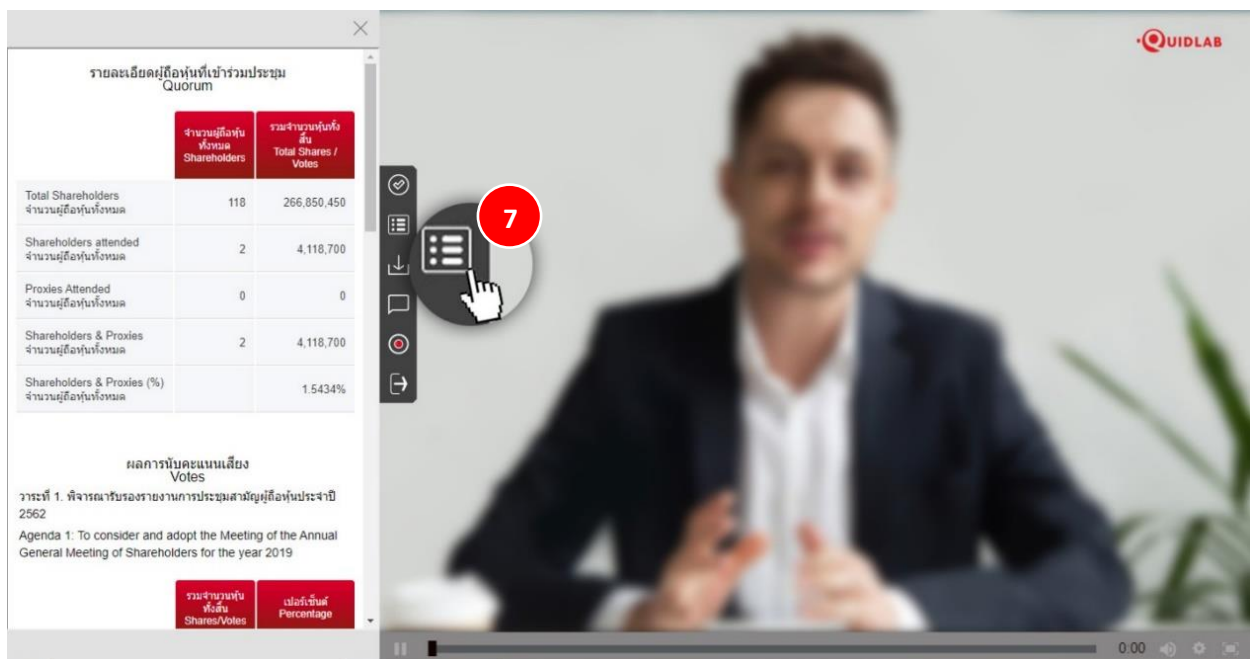 รายละเอียดผู้ถือหุ้นที่เข้าร่วมประชุม
Quorum
จำนวนผู้ถือหุ้น
ทั้งหมด
Shareholders
รวมจำนวนหุ้นทั้ง
สิ้น
Total Shares /
Votes
Total Shareholders
จำนวนผู้ถือหุ้นทั้งหมด
118
266,850,450
Shareholders attended
จำนวนผู้ถือหุ้นทั้งหมด
2
4,118,700
Proxies Attended
จำนวนผู้ถือหุ้นทั้งหมด
0
0
Shareholders & Proxies
จำนวนผู้ถือหุ้นทั้งหมด
2
4,118,700
Shareholders & Proxies (%)
จำนวนผู้ถือหุ้นทั้งหมด
1.5434%
ผลการนับคะแนนเสียง
Votes
วาระที่ 1. พิจารณารับรองรายงานการประชุมสามัญผู้ถือหุ้นประจำปี
2562
Agenda 1: To consider and adopt the Meeting of the Annual
General Meeting of Shareholders for the year 2019
รวมจำนวนหุ้น
ทั้งสิ้น
Shares/Votes
เปอร์เซ็นต์
Percentage
7
QUIDLAB
0:00